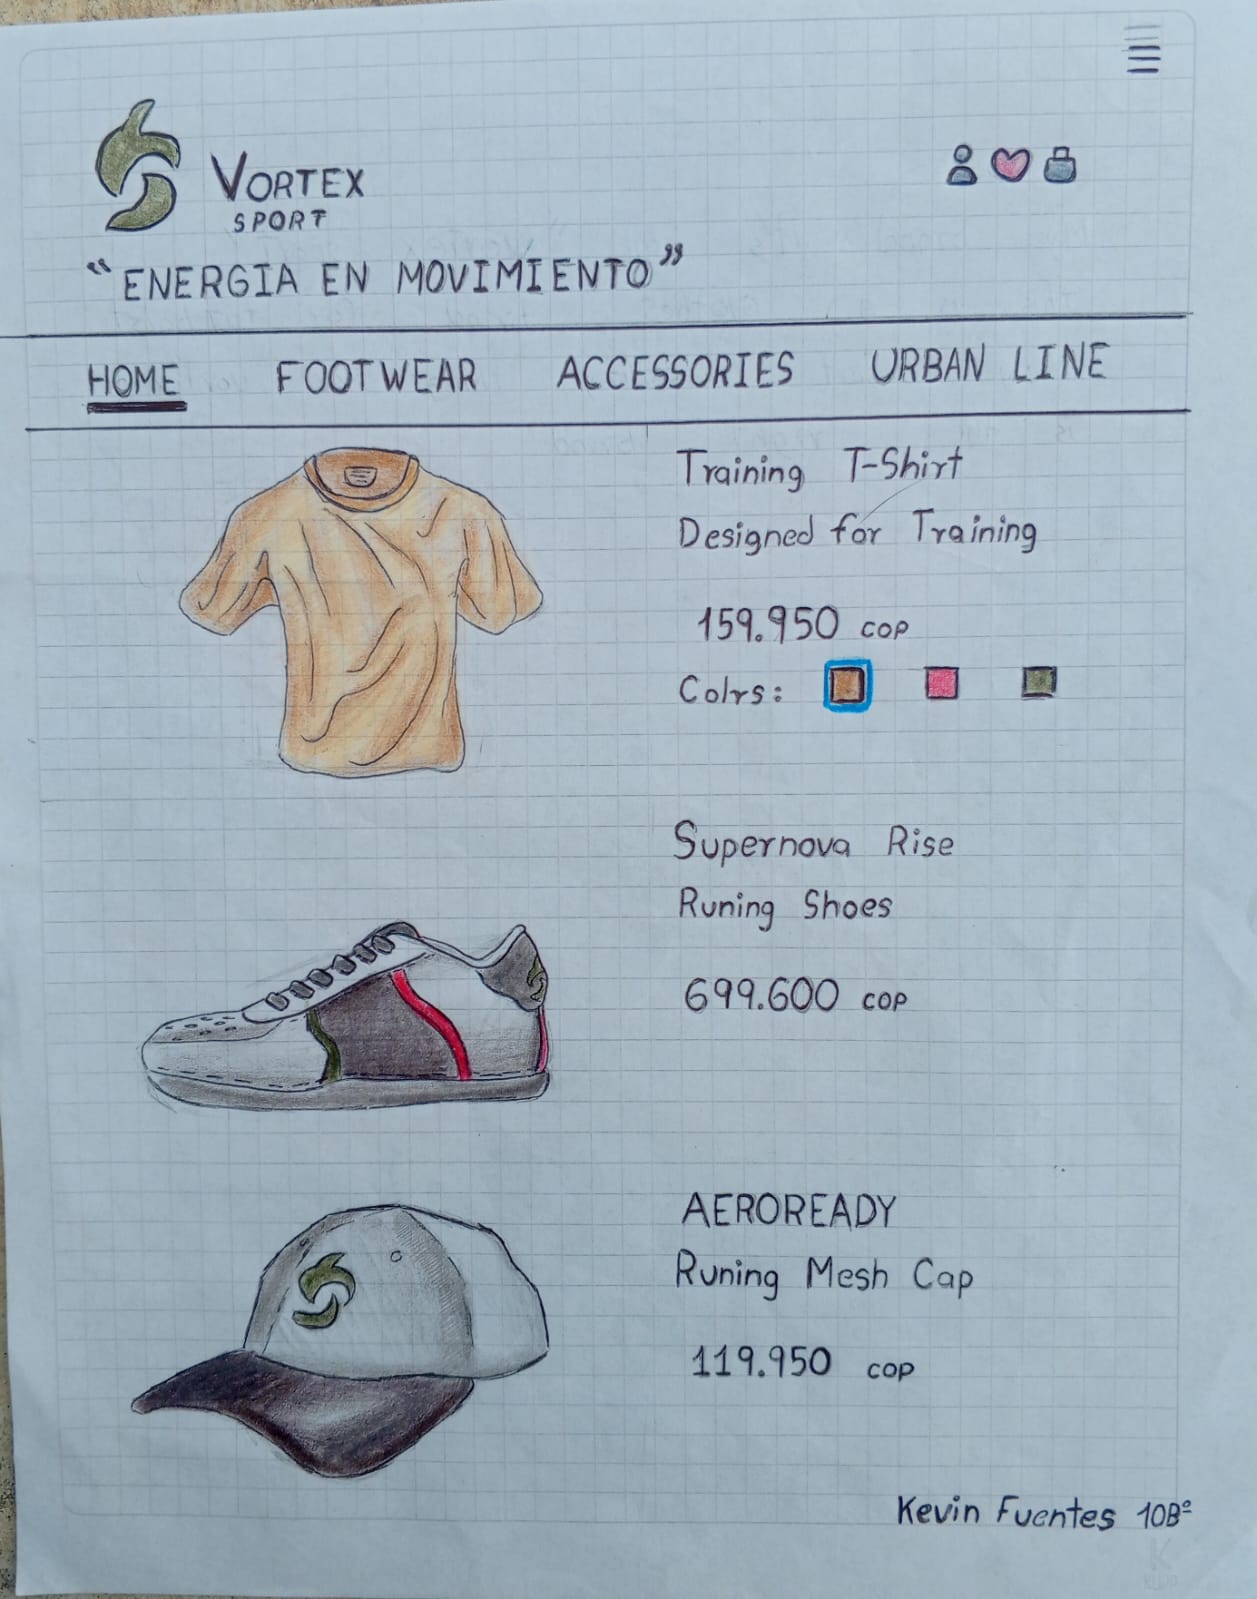 VORTEX
SPORT
“ENERGIA EN MOVIMIENTO”
HOME FOOTWEAR ACCESSORIES URBAN LINE
Training T-Shirt
Designed for Training
159.950 COP
Colrs:
Supernova Rise
Runing Shoes
699.600 COP
AEROREADY
Runing Mesh Cap
119.950 COP
Kevin Fuentes 10Bº